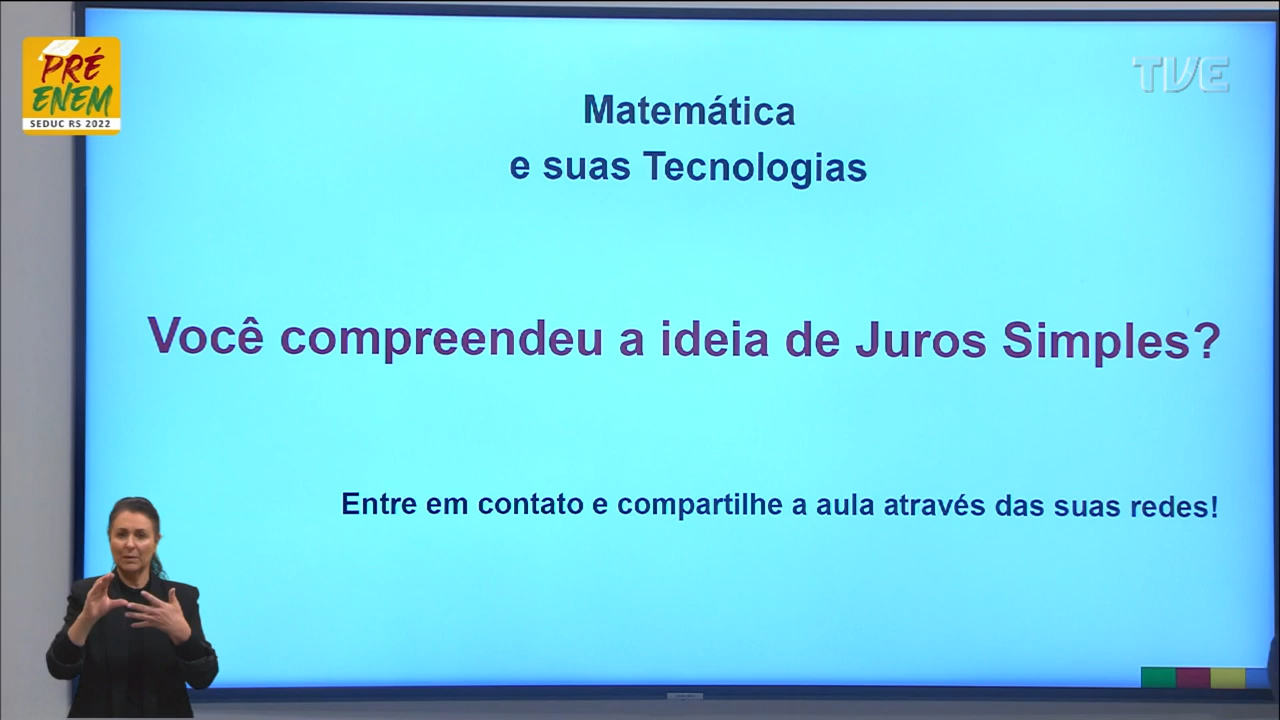 PRÉ
ENEM
SEDUC RS 2022
TVE
Matemática
e suas Tecnologias
Você compreendeu a ideia de Juros Simples?
Entre em contato e compartilhe a aula através das suas redes!